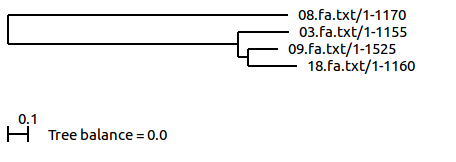 08.fa.txt/1-1170
03.fa.txt/1-1155
09.fa.txt/1-1525
18.fa.txt/1-1160
0.1
Tree balance = 0.0